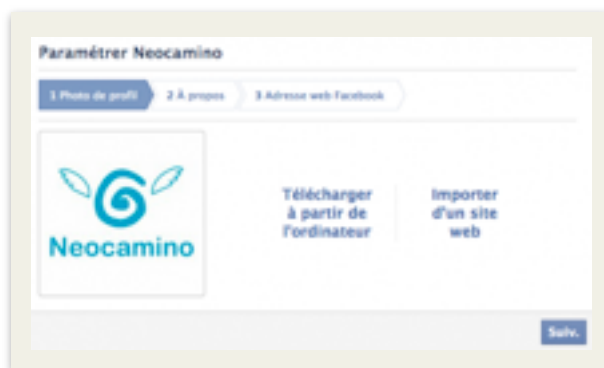 Paramétrer Neocamino
1 Photo de profil 2 À propos 3 Adresse web Facebook
Neocamino
Télécharger
à partir de
l'ordinateur
Importer
d'un site
web
Suiv.